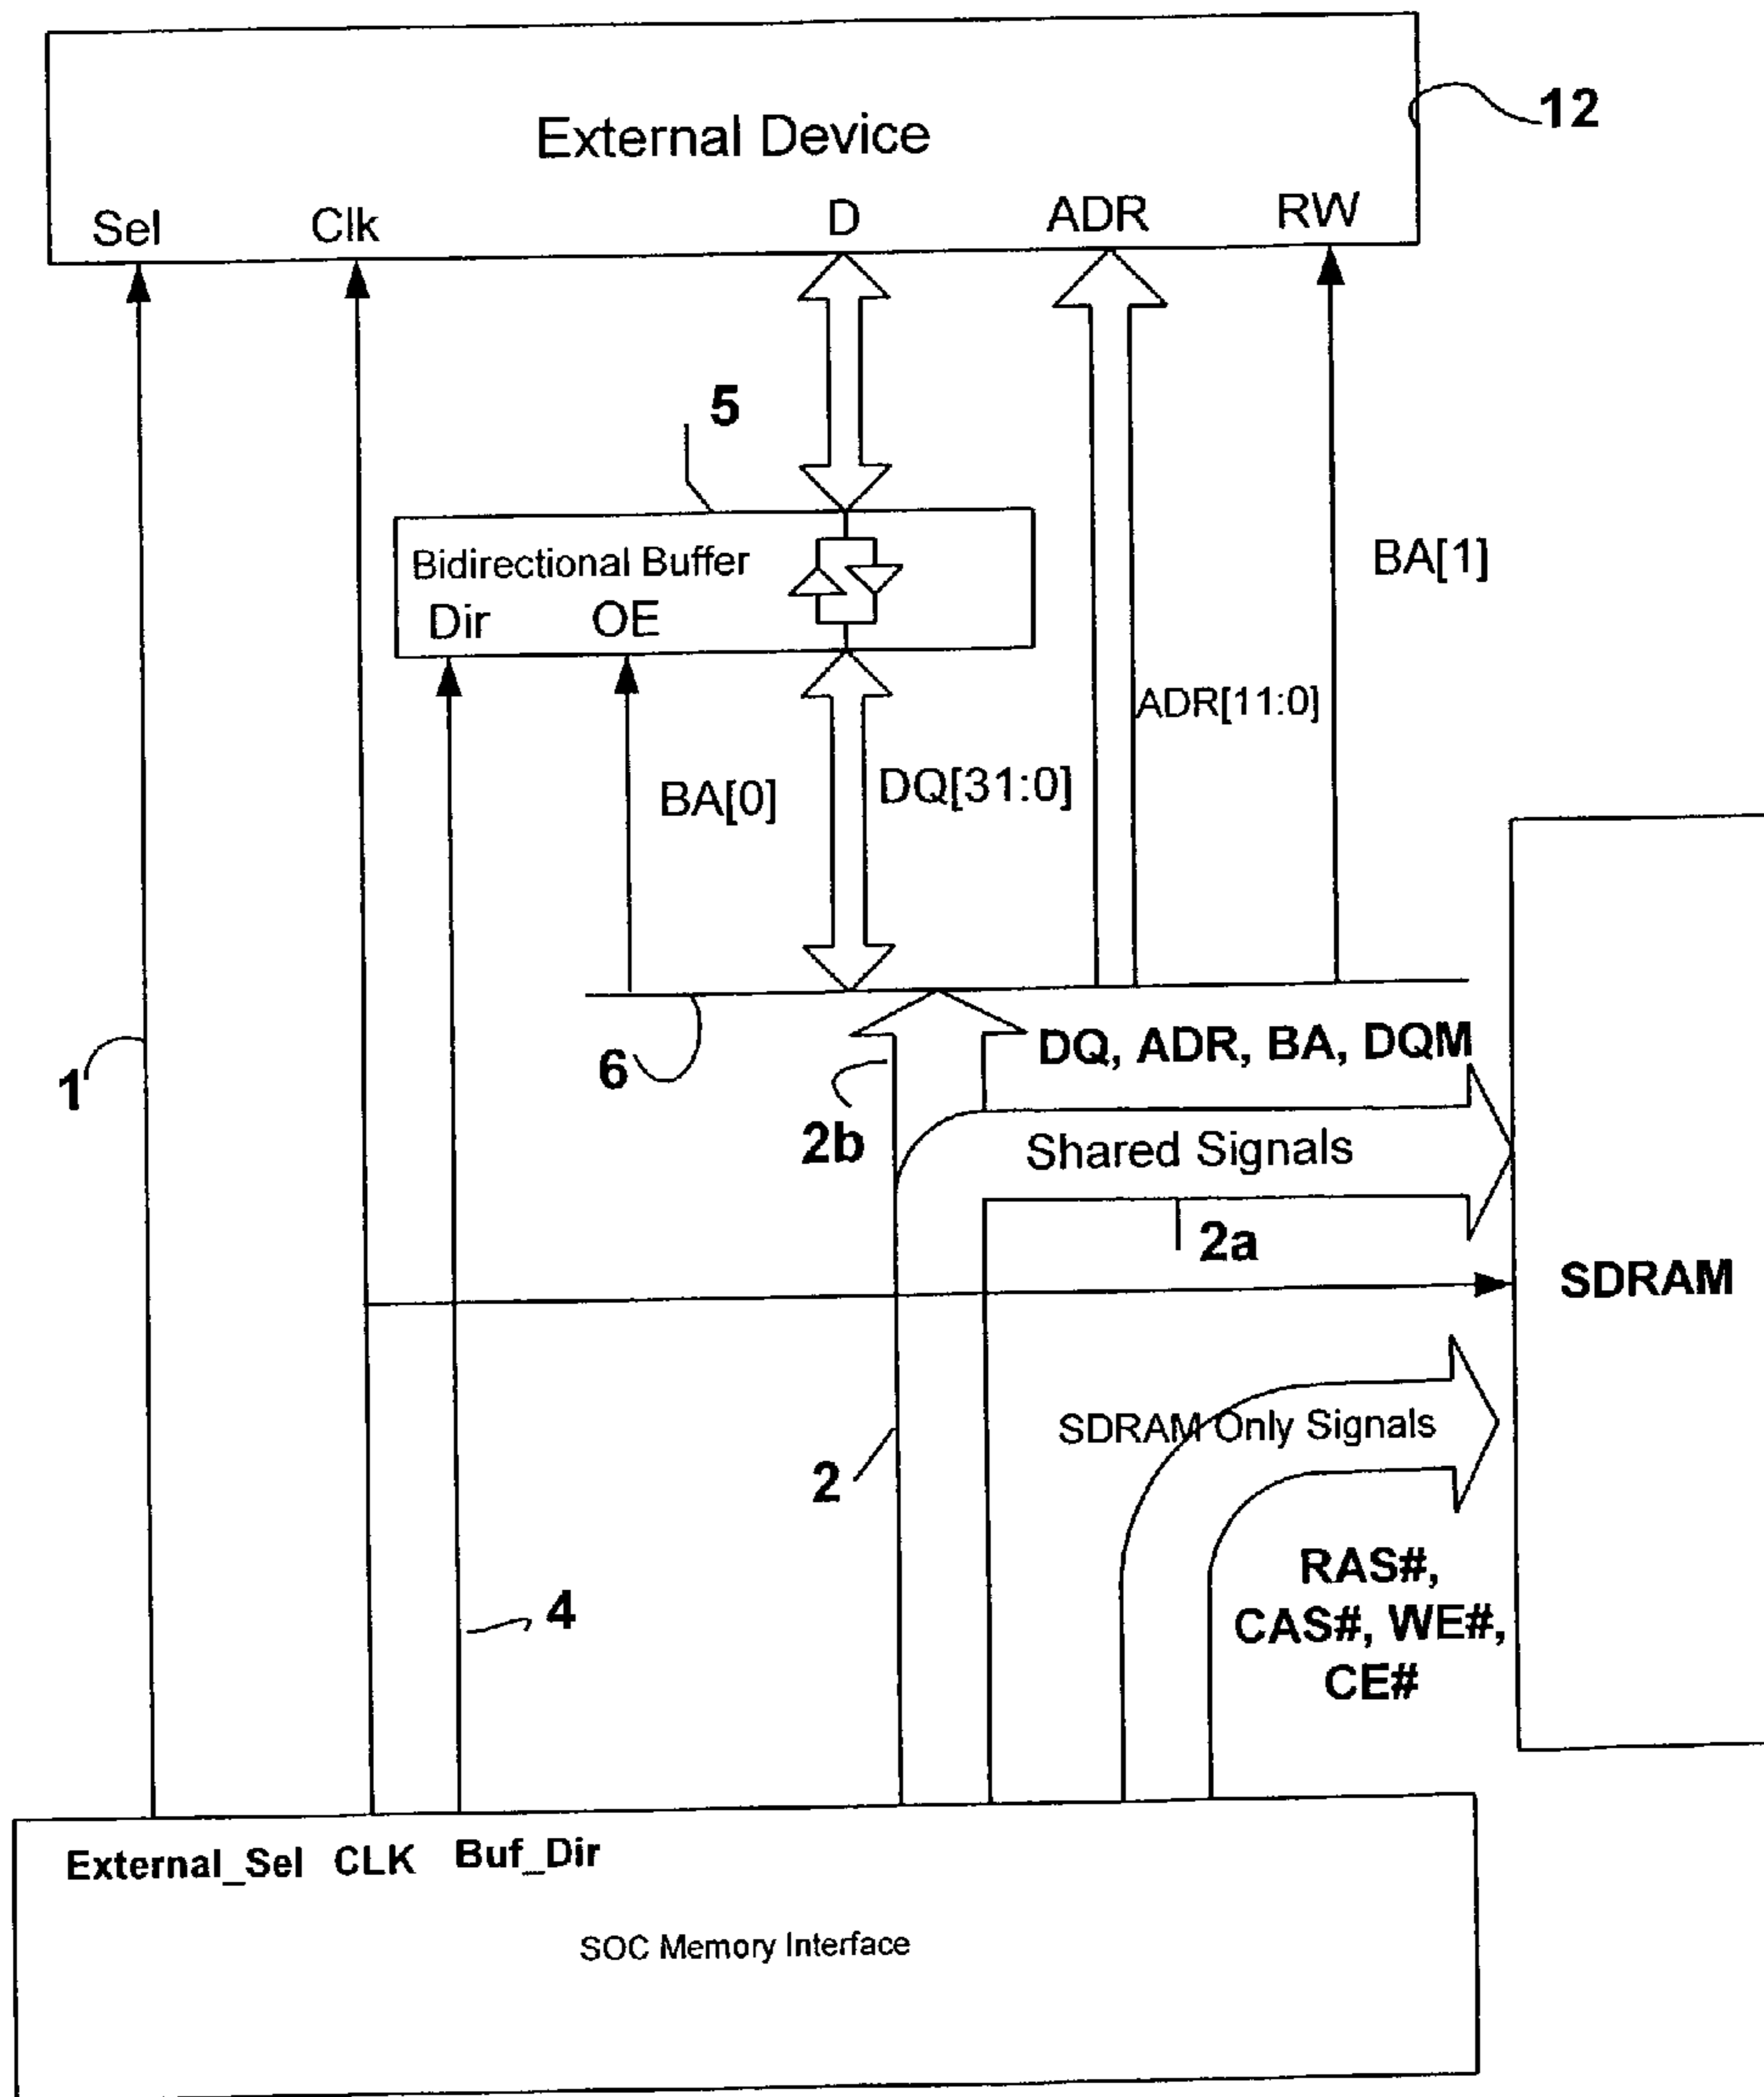 External Device
12
Sel Clk D ADR RW
5
Bidirectional Buffer
Dir OE
BA[1]
ADR[11:0]
BA[0]
DQ[31:0]
6
DQ, ADR, BA, DQM
1
2b
Shared Signals
2a
SDRAM
SDRAM Only Signals
2
RAS#,
CAS#, WE#,
CE#
4
External_Sel CLK Buf_Dir
SOC Memory Interface